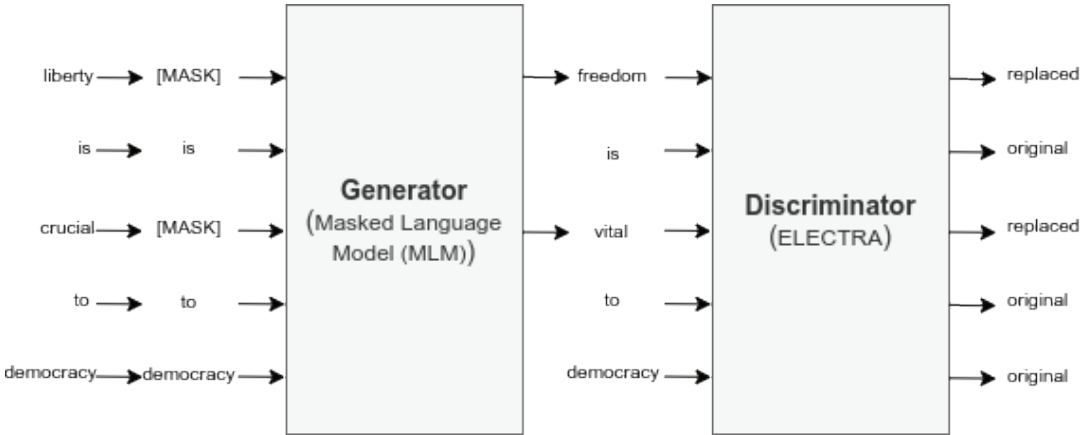 liberty [MASK] freedom replaced
is is is original
crucial [MASK] vital replaced
to to to original
democracy democracy democracy original
Generator
(Masked Language
Model (MLM))
Discriminator
(ELECTRA)